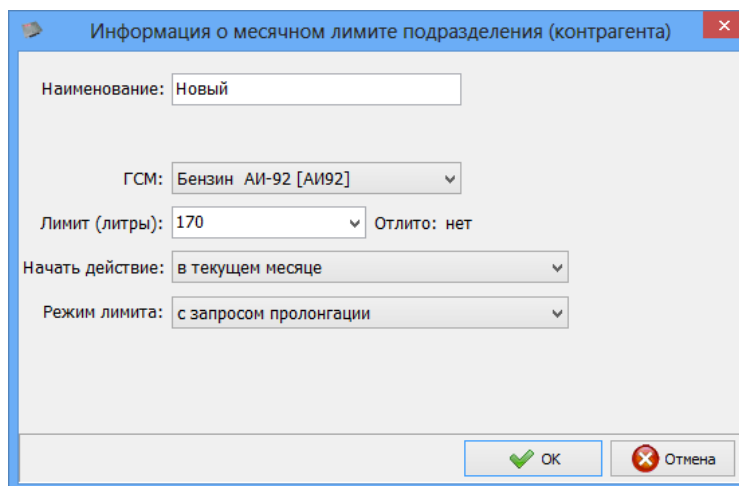 Информация о месячном лимите подразделения (контрагента)
Наименование: Новый
ГСМ: Бензин АИ-92 [АИ92]
Лимит (литры): 170 Отлито: нет
Начать действие: в текущем месяце
Режим лимита: с запросом пролонгации
OK Отмена